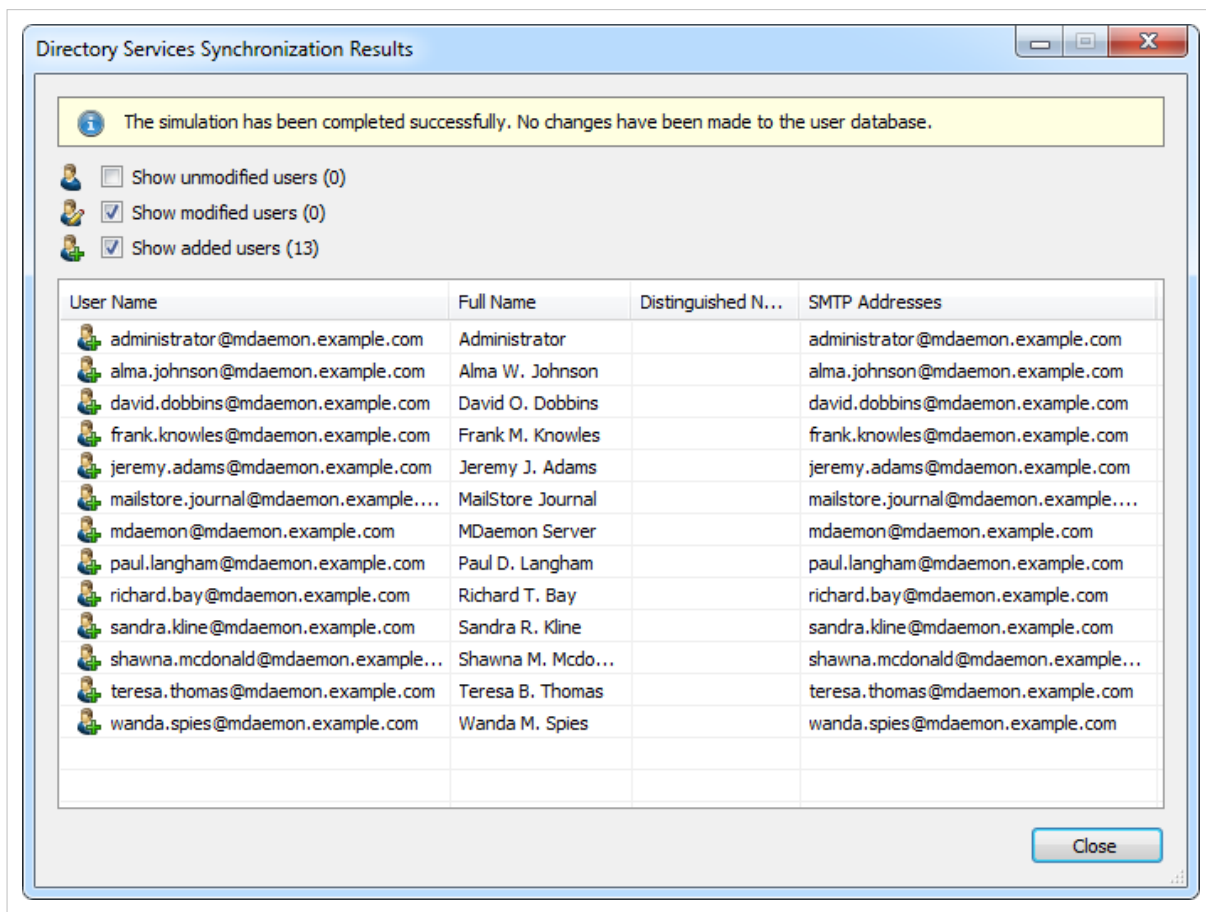 Directory Services Synchronization Results
The simulation has been completed successfully. No changes have been made to the user database.
Show unmodified users (0)
Show modified users (0)
Show added users (13)
User Name Full Name Distinguished N... SMTP Addresses
administrator@mdaemon.example.com Administrator administrator@mdaemon.example.com
alma.johnson@mdaemon.example.com Alma W. Johnson alma.johnson@mdaemon.example.com
david.dobbins@mdaemon.example.com David O. Dobbins david.dobbins@mdaemon.example.com
frank.knowles@mdaemon.example.com Frank M. Knowles frank.knowles@mdaemon.example.com
jeremy.adams@mdaemon.example.com Jeremy J. Adams jeremy.adams@mdaemon.example.com
mailstore.journal@mdaemon.example.... MailStore Journal mailstore.journal@mdaemon.example....
mdaemon@mdaemon.example.com MDaemon Server mdaemon@mdaemon.example.com
paul.langham@mdaemon.example.com Paul D. Langham paul.langham@mdaemon.example.com
richard.bay@mdaemon.example.com Richard T. Bay richard.bay@mdaemon.example.com
sandra.kline@mdaemon.example.com Sandra R. Kline sandra.kline@mdaemon.example.com
shawna.mcdonald@mdaemon.example... Shawna M. Mcdo... shawna.mcdonald@mdaemon.example...
teresa.thomas@mdaemon.example.com Teresa B. Thomas teresa.thomas@mdaemon.example.com
wanda.spies@mdaemon.example.com Wanda M. Spies wanda.spies@mdaemon.example.com
Close